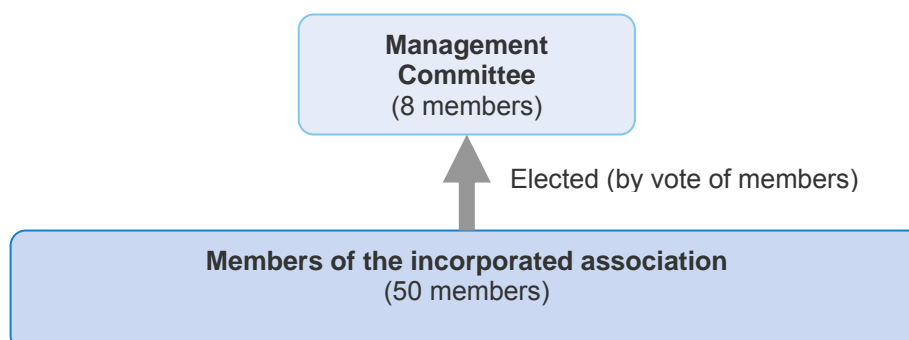 Management
Committee
(8 members)
Elected (by vote of members)
Members of the incorporated association
(50 members)